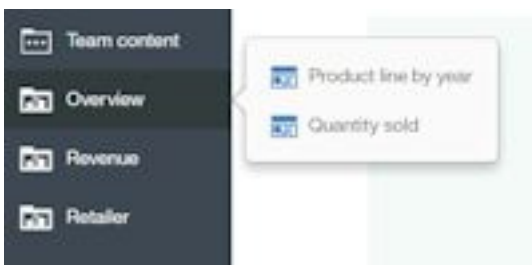 Team content
Overview
Product line by year
Quantity sold
Revenue
Retailer